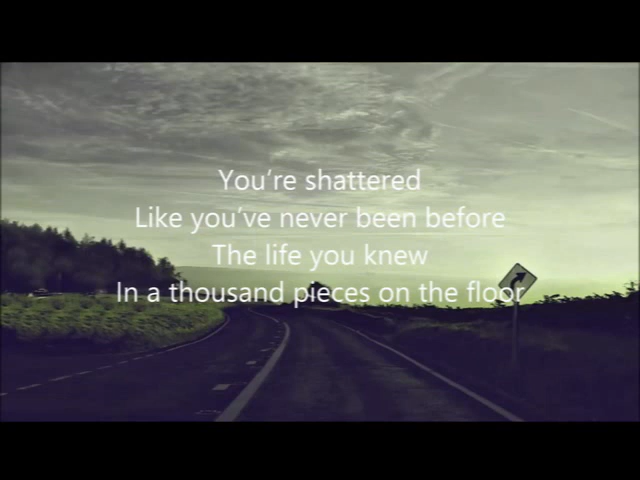 You're shattered
Like you've never been before
The life you knew
In a thousand pieces on the floor